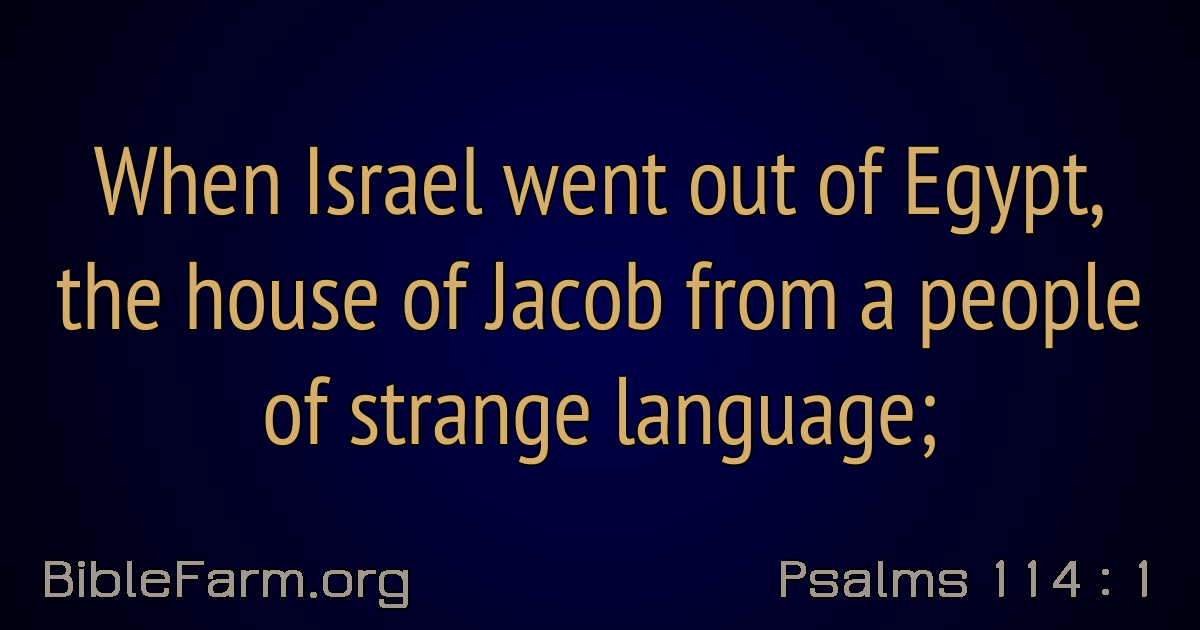 When Israel went out of Egypt,
the house of Jacob from a people
of strange language;
BibleFarm.org
Psalms 114 : 1